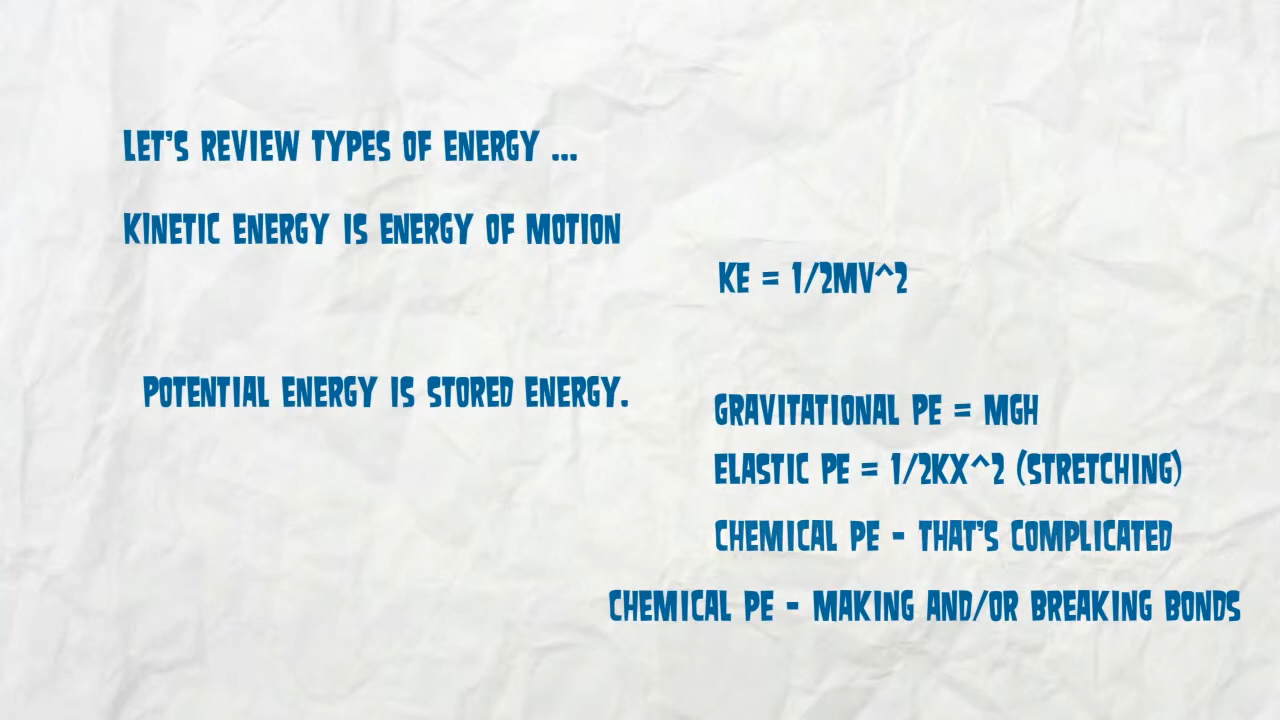 LET'S REVIEW TYPES OF ENERGY ...
KINETIC ENERGY IS ENERGY OF MOTION
KE = 1/2MV^2
POTENTIAL ENERGY IS STORED ENERGY.
GRAVITATIONAL PE = MGH
ELASTIC PE = 1/2KX^2 (STRETCHING)
CHEMICAL PE - THAT'S COMPLICATED
CHEMICAL PE - MAKING AND/OR BREAKING BONDS